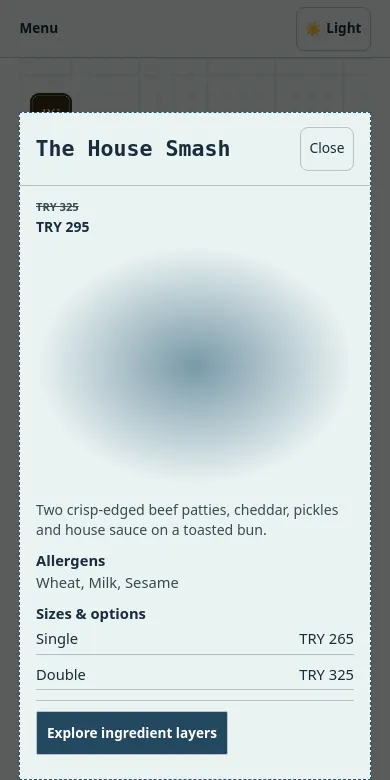 Menu
☀️ Light
The House Smash
Close
TRY 325
TRY 295
Two crisp-edged beef patties, cheddar, pickles
and house sauce on a toasted bun.
Allergens
Wheat, Milk, Sesame
Sizes & options
Single TRY 265
Double TRY 325
Explore ingredient layers